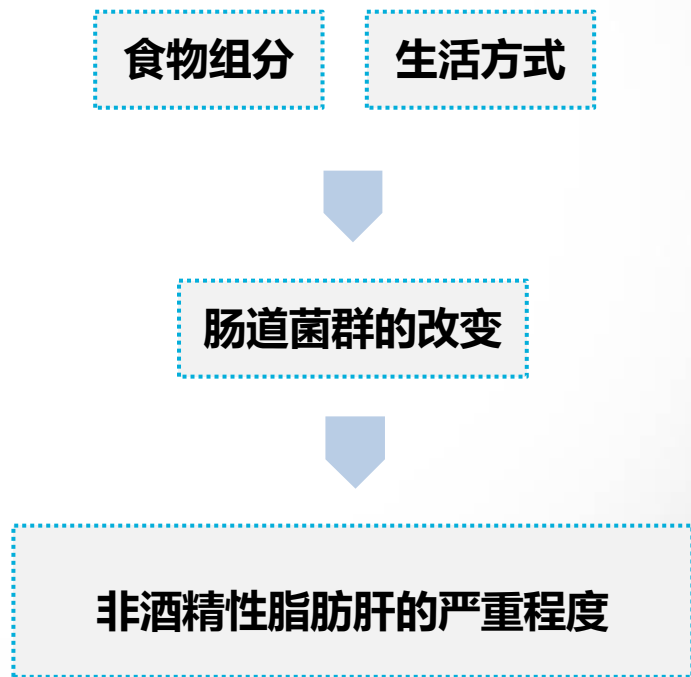 食物组分
生活方式
肠道菌群的改变
非酒精性脂肪肝的严重程度